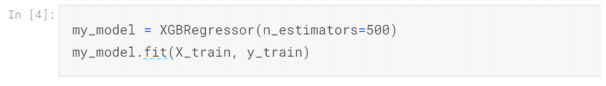 In [4]:
my_model = XGBRegressor(n_estimators=500)
my_model.fit(X_train, y_train)